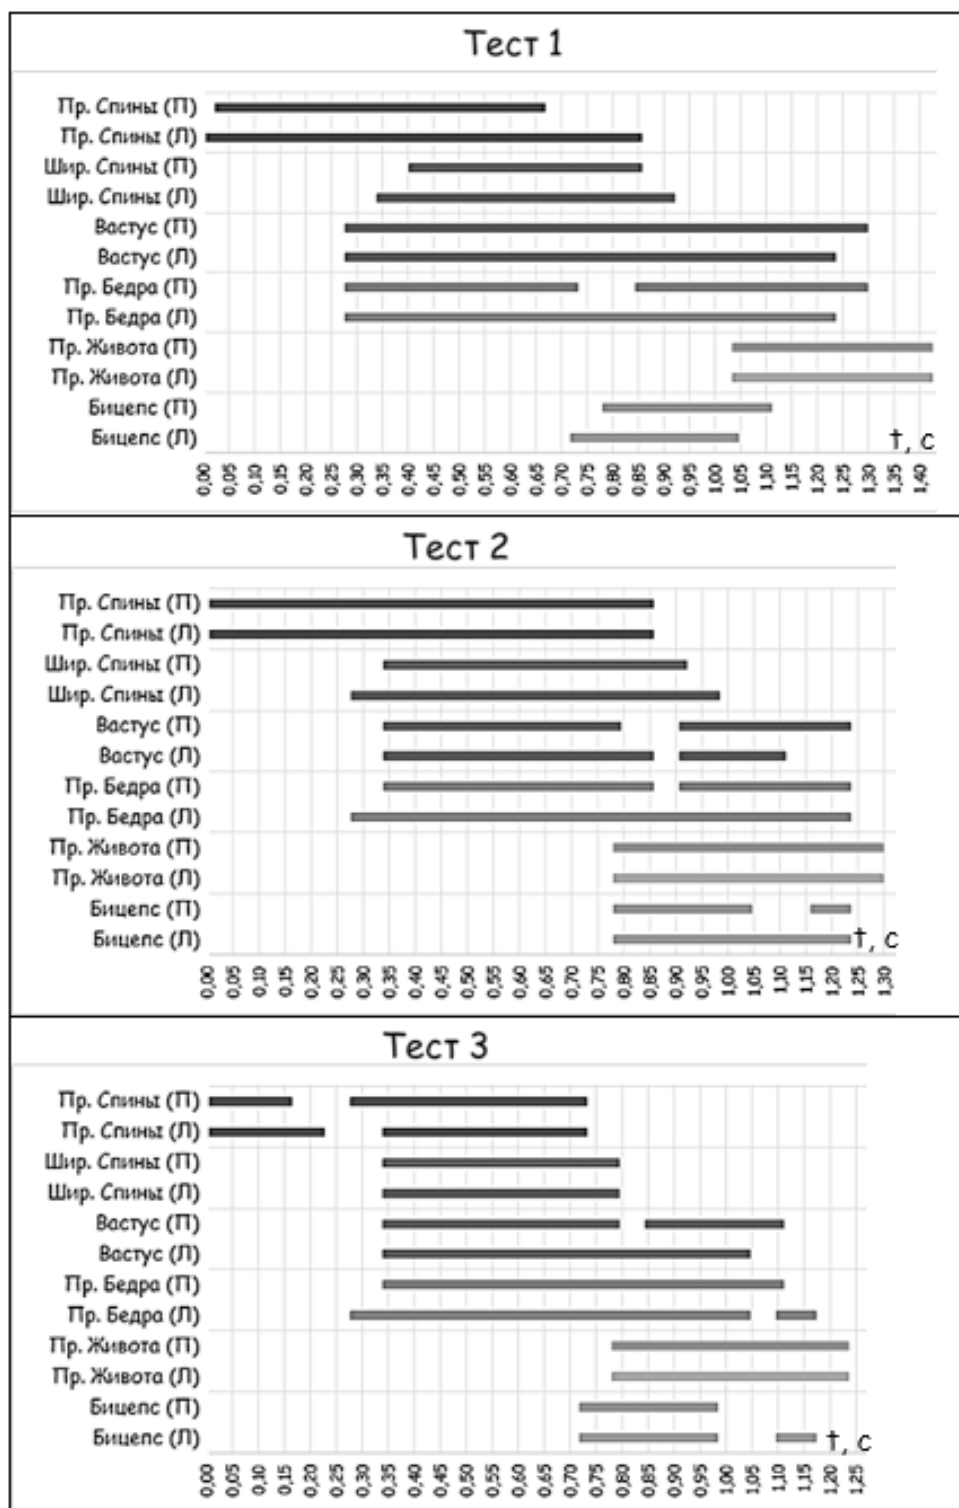 Тест 1
Пр. Спины (П)
Пр. Спины (Л)
Шир. Спины (П)
Шир. Спины (Л)
Вастус (П)
Вастус (Л)
Пр. Бедра (П)
Пр. Бедра (Л)
Пр. Живота (П)
Пр. Живота (Л)
Бицепс (П)
Бицепс (Л)
t, c
0,00 0,05 0,10 0,15 0,20 0,25 0,30 0,35 0,40 0,45 0,50 0,55 0,60 0,65 0,70 0,75 0,80 0,85 0,90 0,95 1,00 1,05 1,10 1,15 1,20 1,25 1,30 1,35 1,40
Тест 2
Пр. Спины (П)
Пр. Спины (Л)
Шир. Спины (П)
Шир. Спины (Л)
Вастус (П)
Вастус (Л)
Пр. Бедра (П)
Пр. Бедра (Л)
Пр. Живота (П)
Пр. Живота (Л)
Бицепс (П)
Бицепс (Л)
t, c
0,00 0,05 0,10 0,15 0,20 0,25 0,30 0,35 0,40 0,45 0,50 0,55 0,60 0,65 0,70 0,75 0,80 0,85 0,90 0,95 1,00 1,05 1,10 1,15 1,20 1,25 1,30
Тест 3
Пр. Спины (П)
Пр. Спины (Л)
Шир. Спины (П)
Шир. Спины (Л)
Вастус (П)
Вастус (Л)
Пр. Бедра (П)
Пр. Бедра (Л)
Пр. Живота (П)
Пр. Живота (Л)
Бицепс (П)
Бицепс (Л)
t, c
0,00 0,05 0,10 0,15 0,20 0,25 0,30 0,35 0,40 0,45 0,50 0,55 0,60 0,65 0,70 0,75 0,80 0,85 0,90 0,95 1,00 1,05 1,10 1,15 1,20 1,25